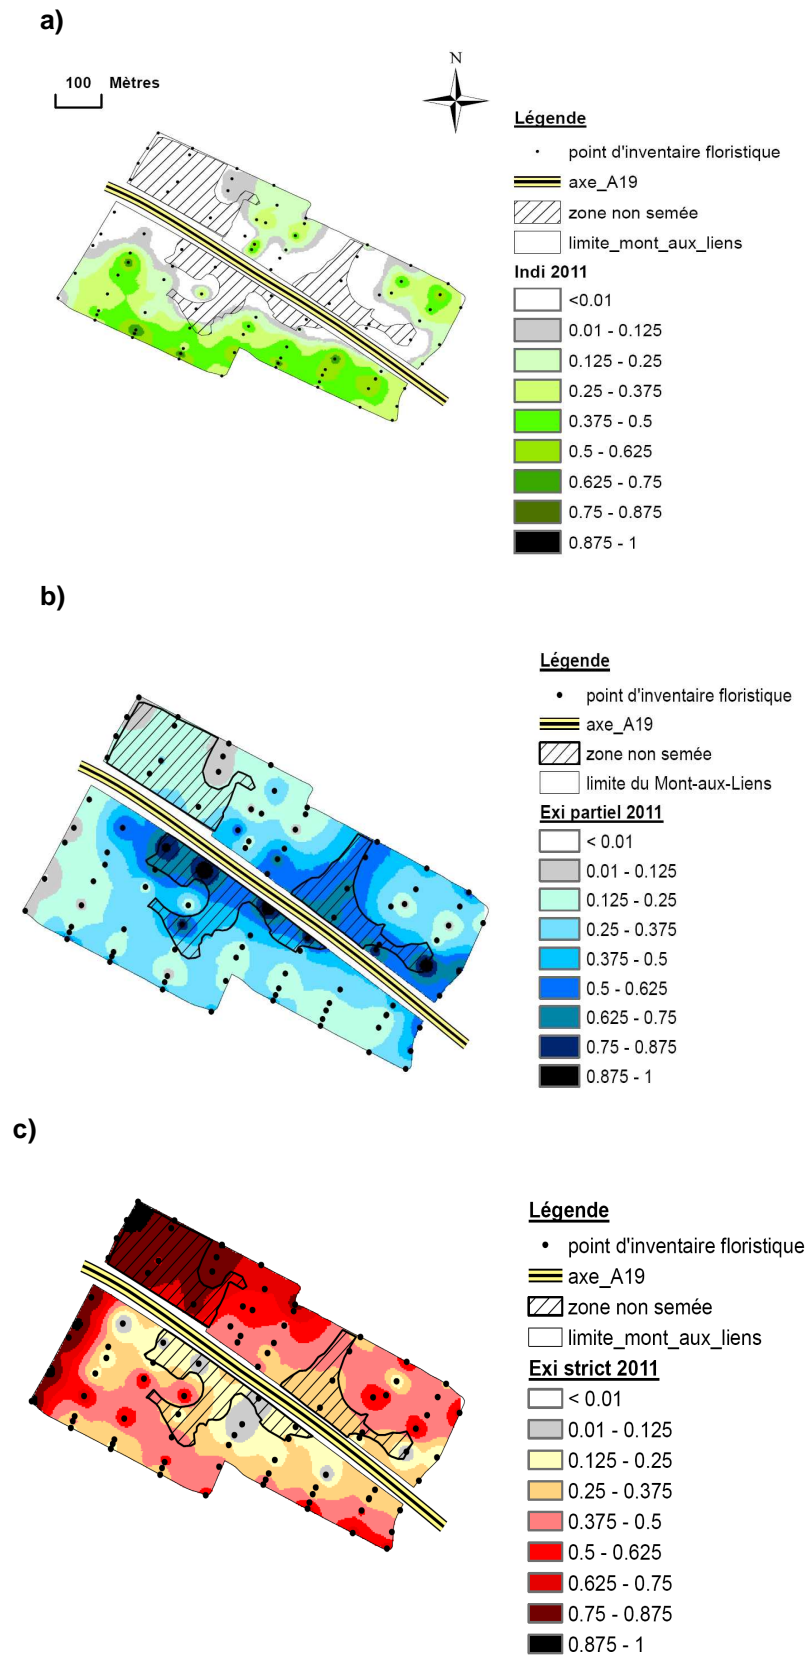 a)
N
100 Mètres
Légende
point d'inventaire floristique
axe_A19
zone non semée
limite_mont_aux_liens
Indi 2011
<0.01
0.01 - 0.125
0.125 - 0.25
0.25 - 0.375
0.375 - 0.5
0.5 - 0.625
0.625 - 0.75
0.75 - 0.875
0.875 - 1
b)
Légende
point d'inventaire floristique
axe_A19
zone non semée
limite du Mont-aux-Liens
Exi partiel 2011
< 0.01
0.01 - 0.125
0.125 - 0.25
0.25 - 0.375
0.375 - 0.5
0.5 - 0.625
0.625 - 0.75
0.75 - 0.875
0.875 - 1
c)
Légende
point d'inventaire floristique
axe_A19
zone non semée
limite_mont_aux_liens
Exi strict 2011
< 0.01
0.01 - 0.125
0.125 - 0.25
0.25 - 0.375
0.375 - 0.5
0.5 - 0.625
0.625 - 0.75
0.75 - 0.875
0.875 - 1